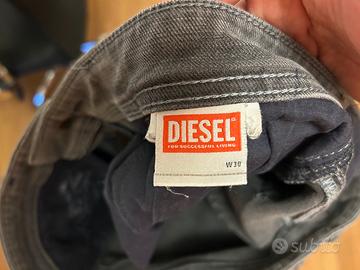 DIESEL
FOR SUCCESSFUL LIVING
W30
subito